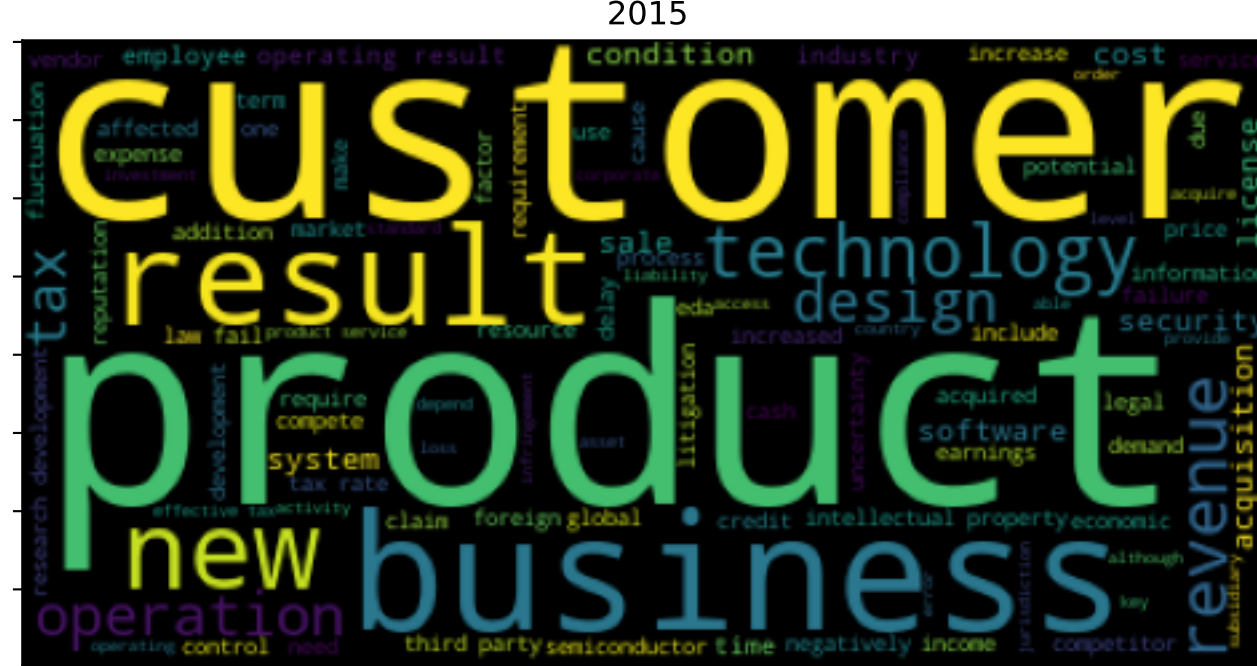 2015
vendor employee operating result condition industry increase cost service
order
customer
fluctuation
term
affected one
expense
investment
make
factor
requirement
use
cause
corporate
compliance
potential
due
acquire
license
level
addition market standard
price
reputation
tax
result
sale
process
liability
technology
information
delay
eda access
design
able
failure
law fail product service resource
increased country include
security
provide
product
research development
development
require
compete
system
tax rate
depend
loss
infringement
asset
litigation
cash
uncertainty
acquired
software
earnings
legal
demand
revenue
acquisition
effective tax activity
claim foreign global credit intellectual property economic
new
business
although
key
error
jurisdiction
subsidiary
operation
operating control need third party semiconductor time negatively income competitor